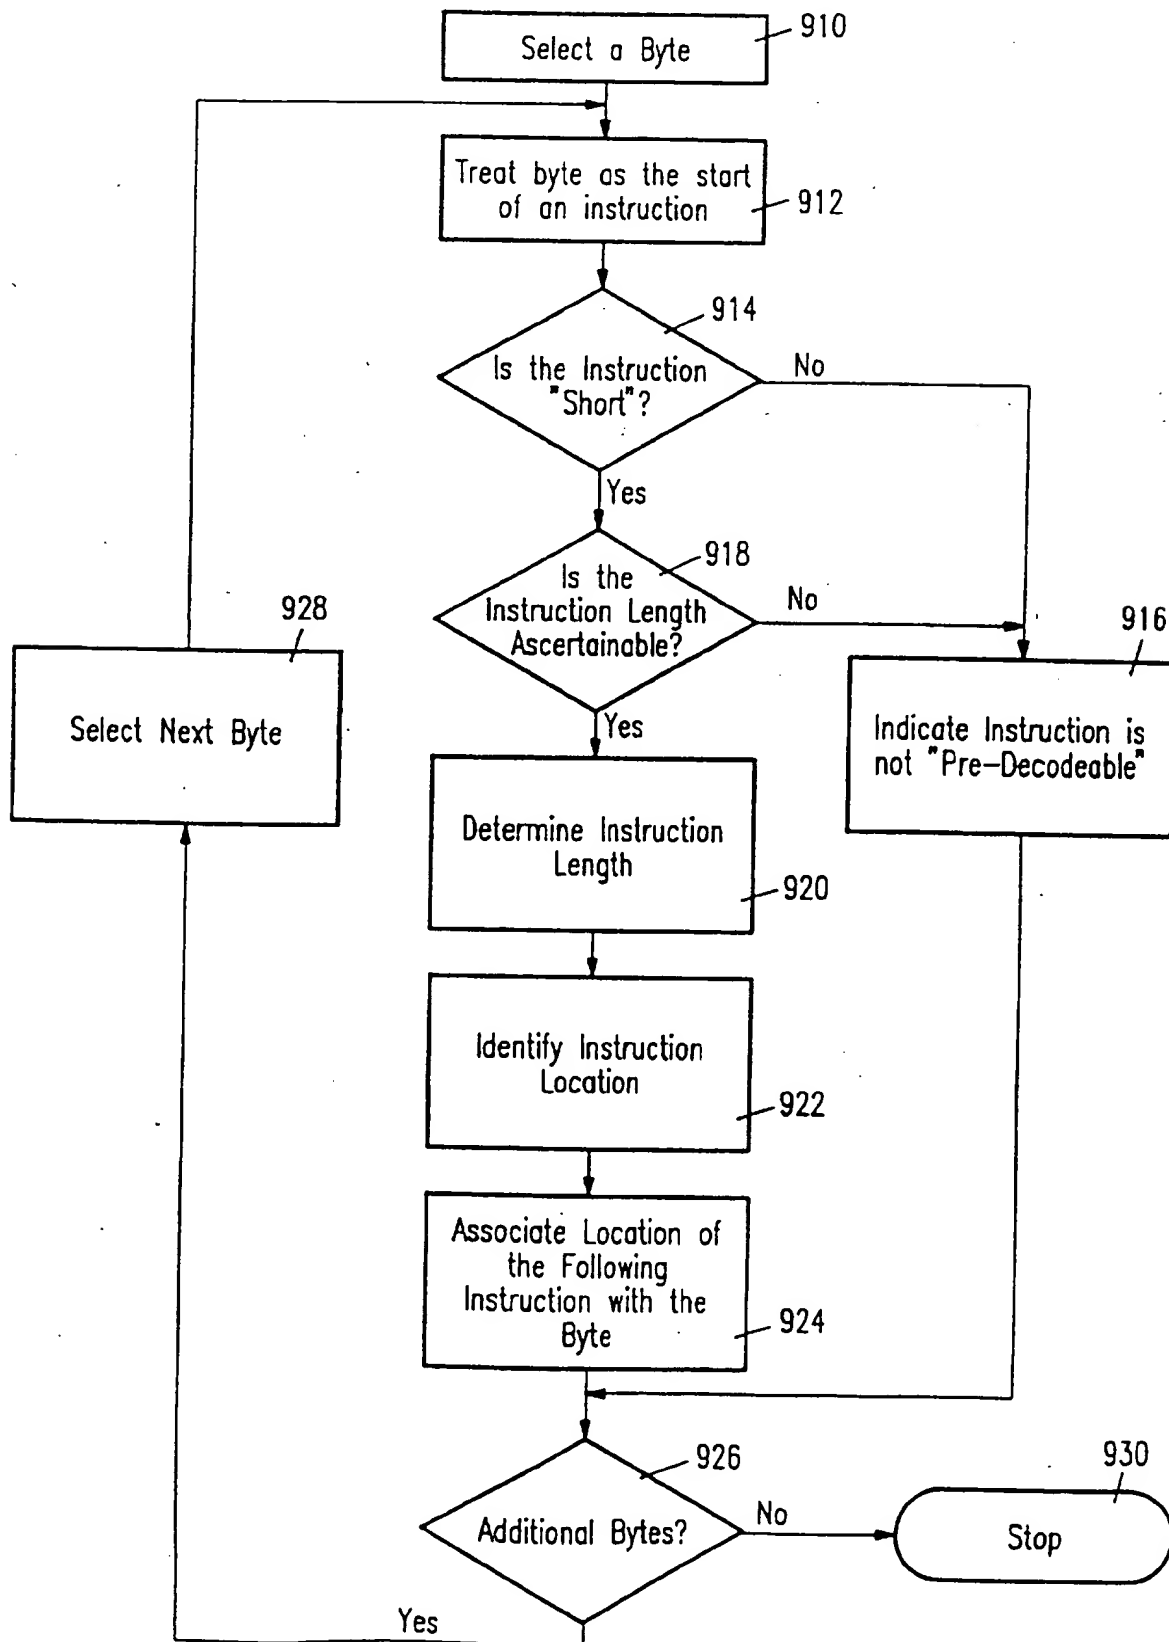 Select a Byte
910
Treat byte as the start
of an instruction
912
914
Is the Instruction
"Short"?
No
Yes
918
Is the
Instruction Length
Ascertainable?
No
Yes
928
Select Next Byte
916
Indicate Instruction is
not "Pre-Decodeable"
Determine Instruction
Length
920
Identify Instruction
Location
922
Associate Location of
the Following
Instruction with the
Byte
924
926
Additional Bytes?
No
Yes
930
Stop